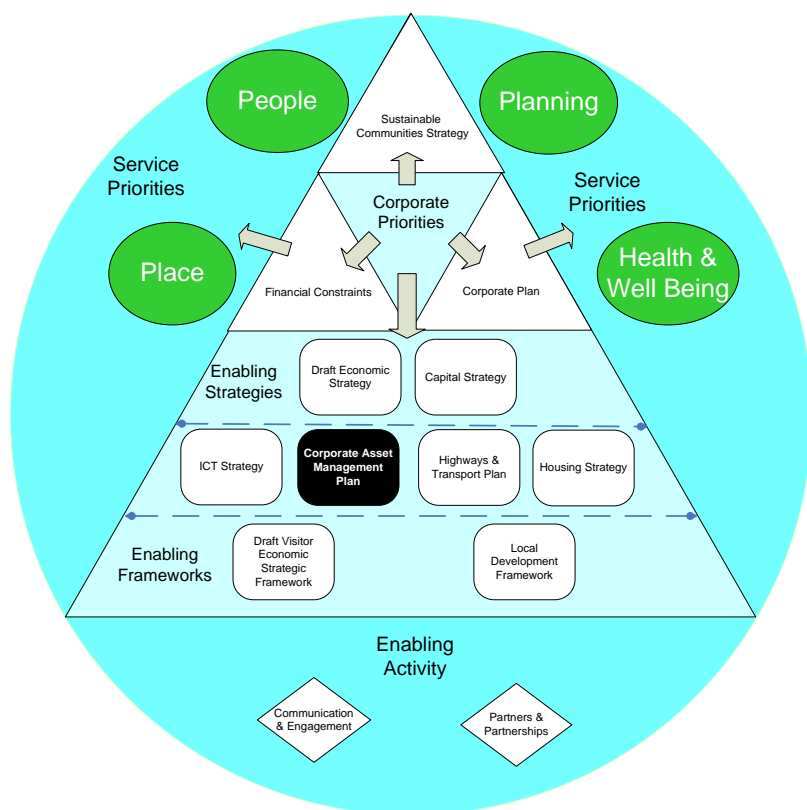 People
Planning
Sustainable
Communities Strategy
Service
Priorities
Corporate
Priorities
Service
Priorities
Place
Health &
Well Being
Financial Constraints
Corporate Plan
Enabling
Strategies
Draft Economic
Strategy
Capital Strategy
ICT Strategy
Corporate Asset
Management
Plan
Highways &
Transport Plan
Housing Strategy
Enabling
Frameworks
Draft Visitor
Economic
Strategic
Framework
Local
Development
Framework
Enabling
Activity
Communication
& Engagement
Partners &
Partnerships